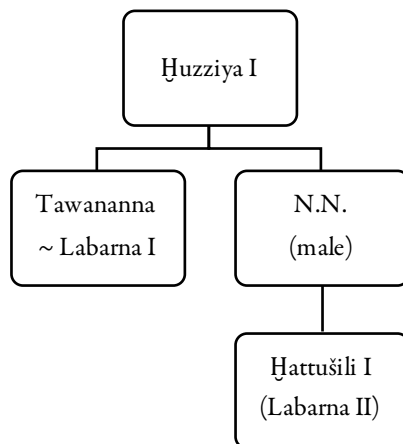 Ḫuzziya I
Tawananna
~ Labarna I
N.N.
(male)
Ḫattušili I
(Labarna II)